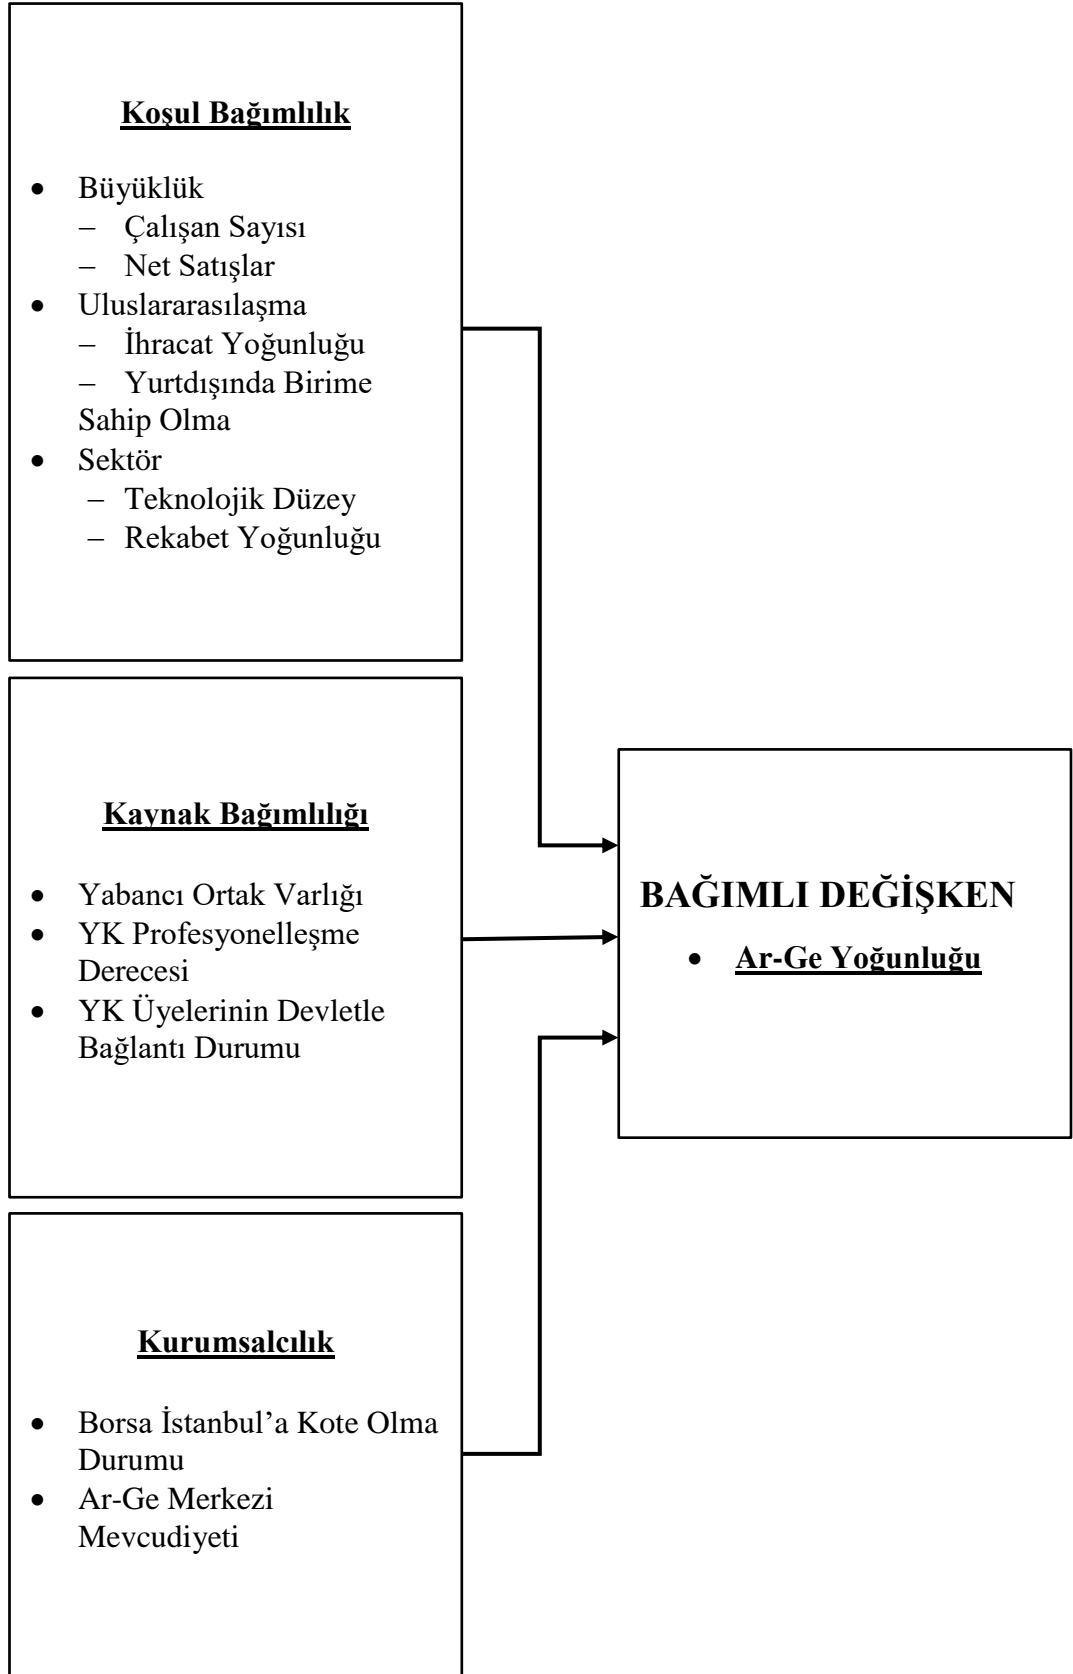 Koşul Bağımlılık
• Büyüklük
– Çalışan Sayısı
– Net Satışlar
• Uluslararasılaşma
– İhracat Yoğunluğu
– Yurtdışında Birime
Sahip Olma
• Sektör
– Teknolojik Düzey
– Rekabet Yoğunluğu
Kaynak Bağımlılığı
• Yabancı Ortak Varlığı
• YK Profesyonelleşme
Derecesi
• YK Üyelerinin Devletle
Bağlantı Durumu
Kurumsalcılık
• Borsa İstanbul’a Kote Olma
Durumu
• Ar-Ge Merkezi
Mevcudiyeti
BAĞIMLI DEĞİŞKEN
• Ar-Ge Yoğunluğu